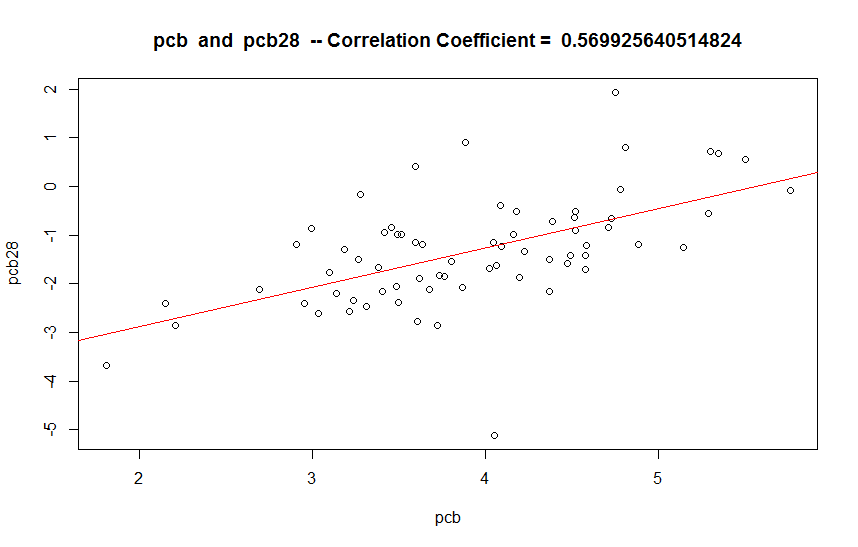 pcb and pcb28 -- Correlation Coefficient = 0.569925640514824
2
1
0
-1
-2
-3
-4
-5
pcb28
2 3 4 5
pcb